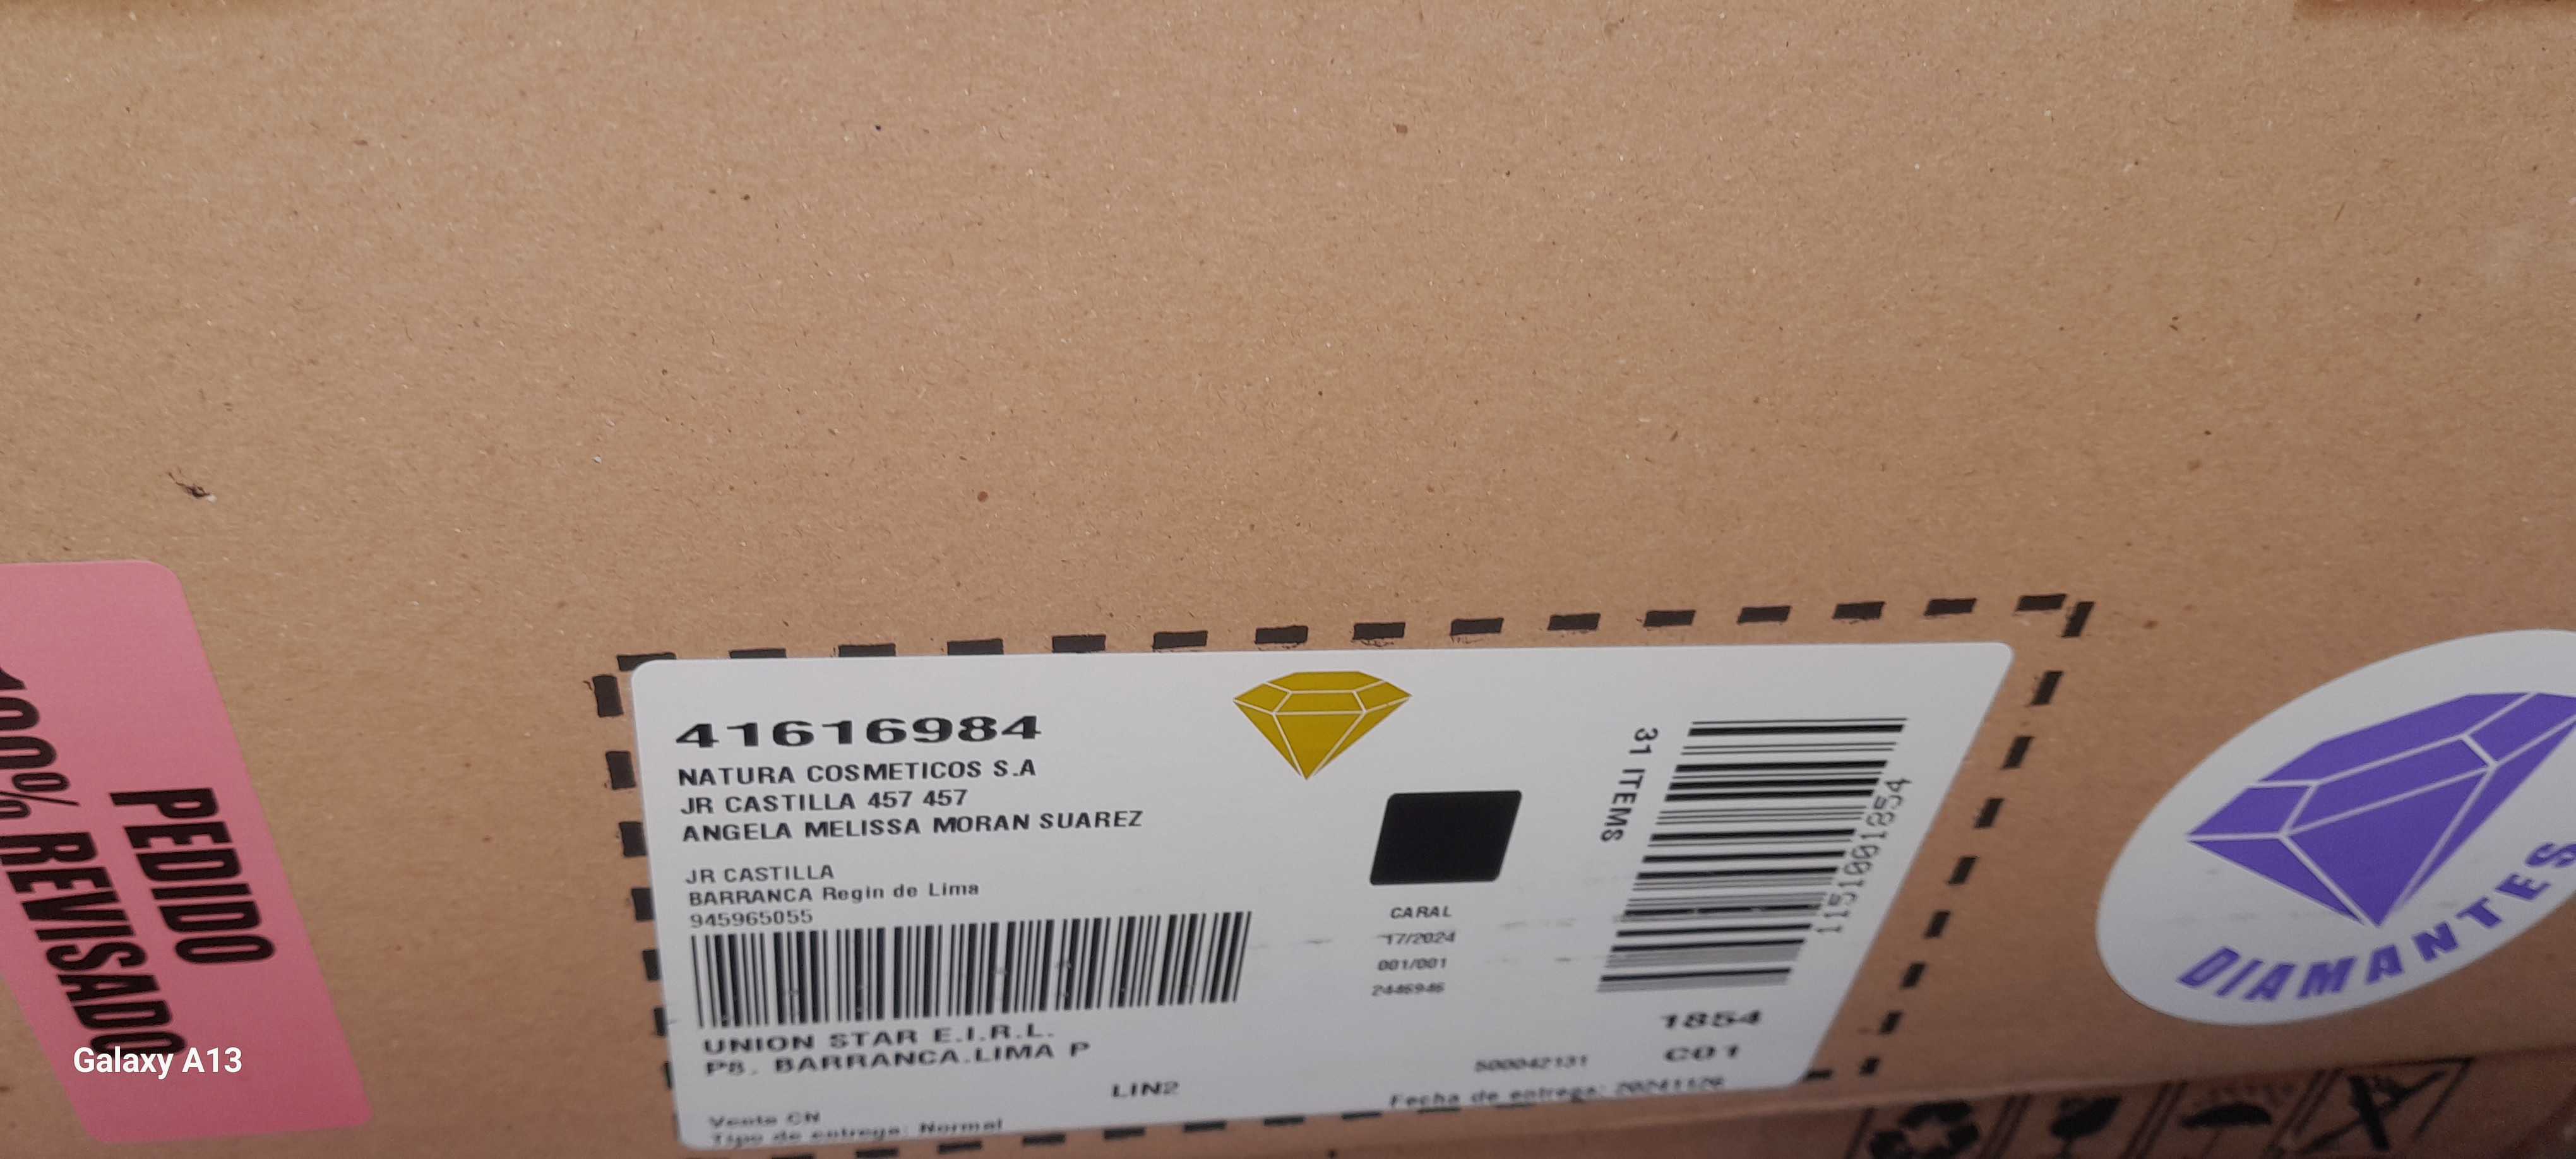 100% REVISADO
PEDIDO
41616984
NATURA COSMETICOS S.A
JR CASTILLA 457 457
ANGELA MELISSA MORAN SUAREZ
JR CASTILLA
BARRANCA Regin de Lima
945965055
UNION STAR E.I.R.L.
P8. BARRANCA.LIMA P
LIN2
Venta CN
Tipo de entrega: Normal
CARAL
17/2024
001/001
2446946
31 ITEMS
1151001854
1854
C01
500042131
Fecha de entrega: 20241126
DIAMANTES
Galaxy A13